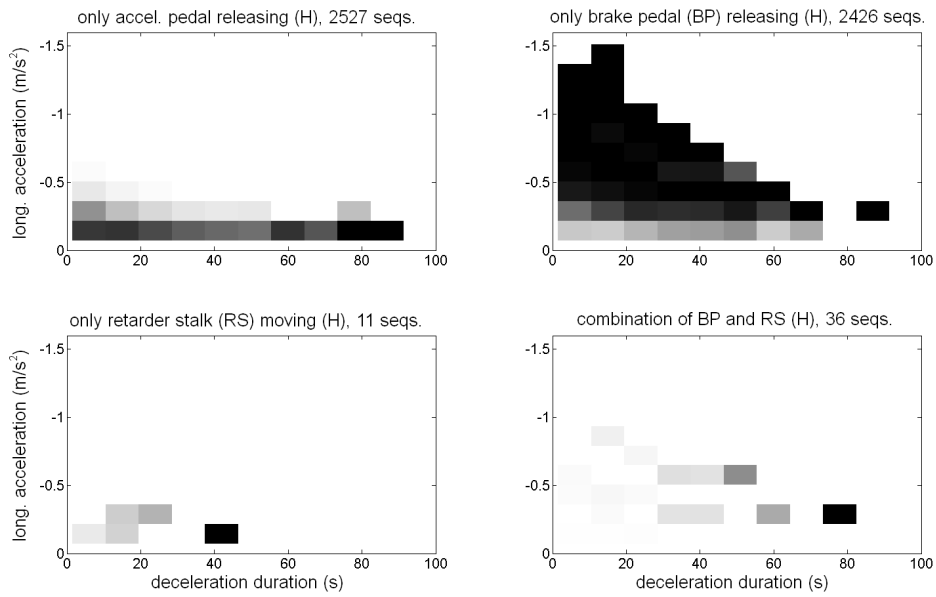 only accel. pedal releasing (H), 2527 seqs.
long. acceleration (m/s²)
-1.5
-1
-0.5
0
0 20 40 60 80 100
only brake pedal (BP) releasing (H), 2426 seqs.
-1.5
-1
-0.5
0
0 20 40 60 80 100
only retarder stalk (RS) moving (H), 11 seqs.
long. acceleration (m/s²)
-1.5
-1
-0.5
0
0 20 40 60 80 100
deceleration duration (s)
combination of BP and RS (H), 36 seqs.
-1.5
-1
-0.5
0
0 20 40 60 80 100
deceleration duration (s)